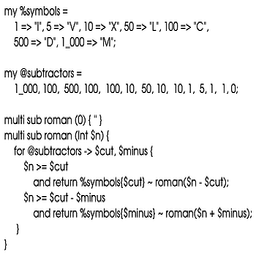 my %symbols =
1 => "I", 5 => "V", 10 => "X", 50 => "L", 100 => "C",
500 => "D", 1_000 => "M";
my @subtractors =
1_000, 100, 500, 100, 100, 10, 50, 10, 10, 1, 5, 1, 1, 0;
multi sub roman (0) { '' }
multi sub roman (Int $n) {
for @subtractors -> $cut, $minus {
$n >= $cut
and return %symbols{$cut} ~ roman($n - $cut);
$n >= $cut - $minus
and return %symbols{$minus} ~ roman($n + $minus);
}
}